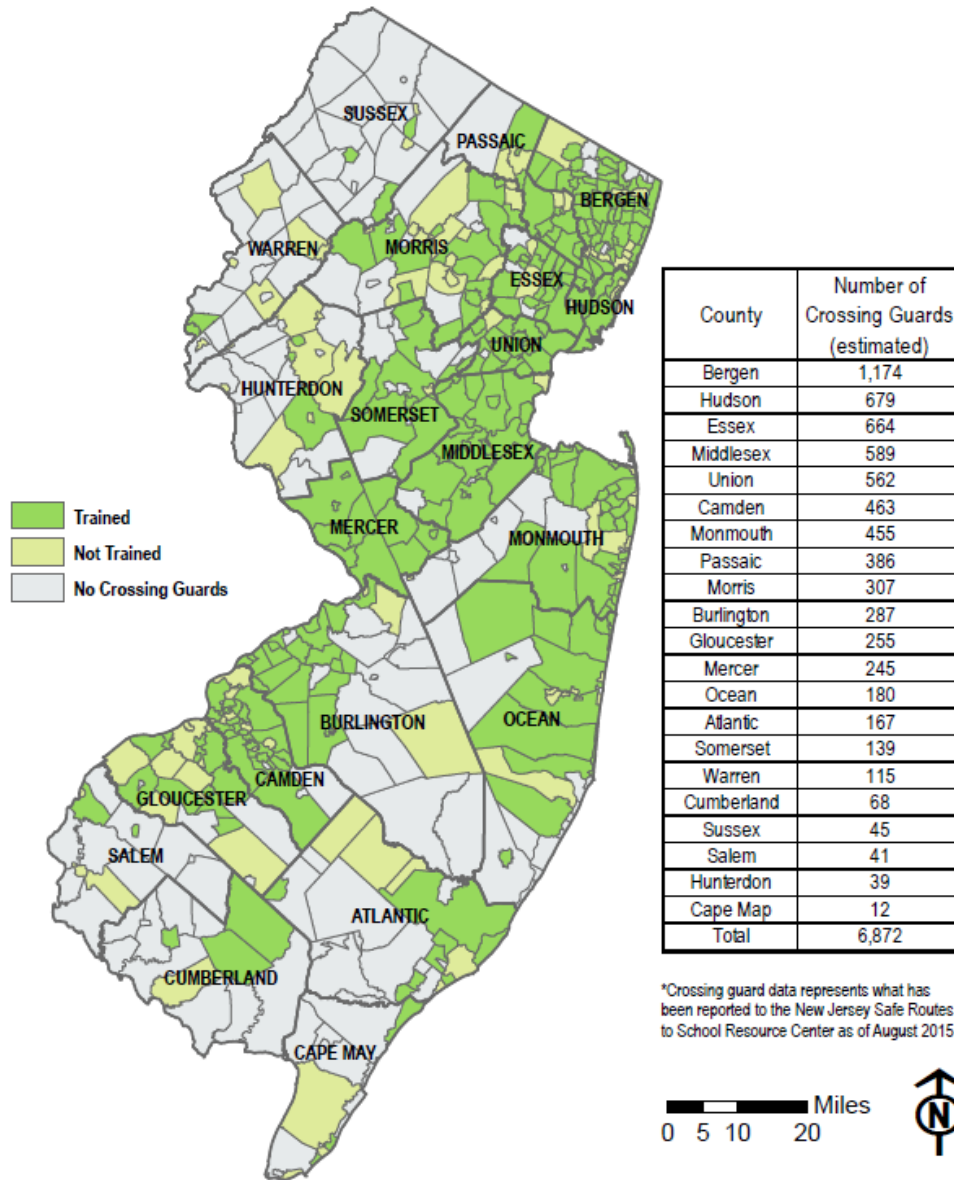 SUSSEX
PASSAIC
BERGEN
WARREN
MORRIS
ESSEX
HUDSON
UNION
HUNTERDON
SOMERSET
MIDDLESEX
MERCER
MONMOUTH
Trained
Not Trained
No Crossing Guards
BURLINGTON
OCEAN
CAMDEN
GLOUCESTER
SALEM
ATLANTIC
CUMBERLAND
CAPE MAY
County Number of Crossing Guards (estimated)
Bergen 1,174
Hudson 679
Essex 664
Middlesex 589
Union 562
Camden 463
Monmouth 455
Passaic 386
Morris 307
Burlington 287
Gloucester 255
Mercer 245
Ocean 180
Atlantic 167
Somerset 139
Warren 115
Cumberland 68
Sussex 45
Salem 41
Hunterdon 39
Cape Map 12
Total 6,872
*Crossing guard data represents what has
been reported to the New Jersey Safe Routes
to School Resource Center as of August 2015
Miles
0 5 10 20
N